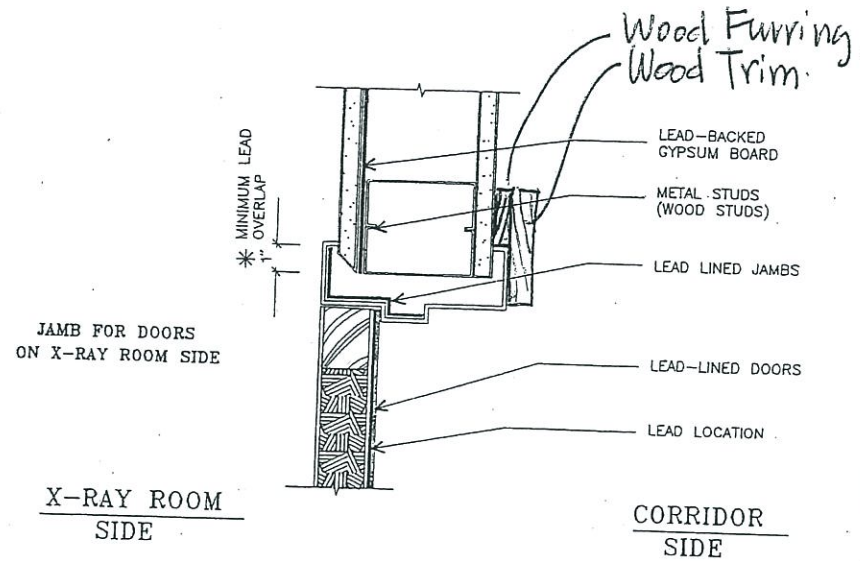 Wood Furring
Wood Trim.
LEAD-BACKED
GYPSUM BOARD
METAL STUDS
(WOOD STUDS)
* MINIMUM LEAD
OVERLAP
1"
LEAD LINED JAMBS
JAMB FOR DOORS
ON X-RAY ROOM SIDE
LEAD-LINED DOORS
LEAD LOCATION
X-RAY ROOM
SIDE
CORRIDOR
SIDE